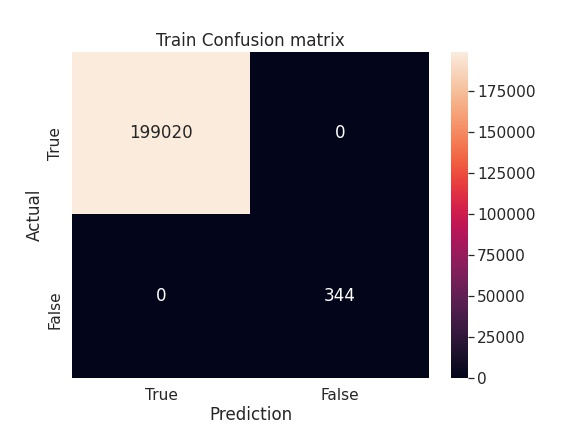 Train Confusion matrix
True
199020
0
175000
150000
125000
100000
75000
50000
25000
0
Actual
False
0
344
True
False
Prediction